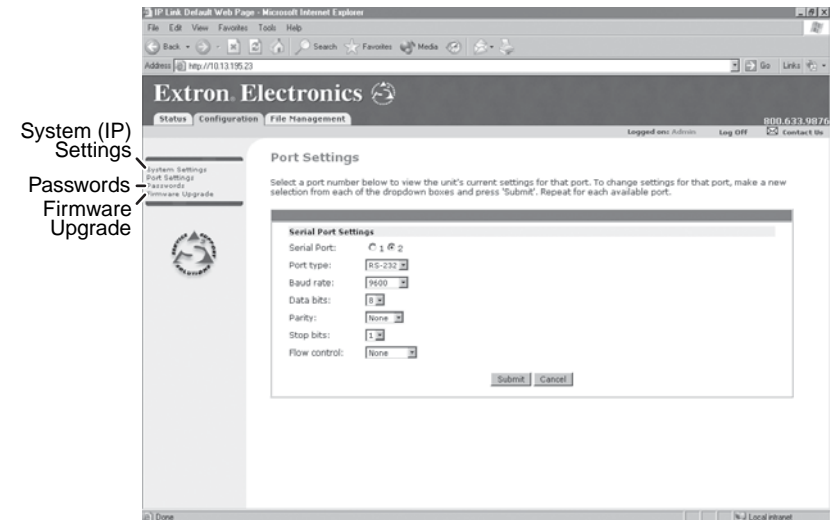 IP Link Default Web Page - Microsoft Internet Explorer
File Edit View Favorites Tools Help
Back Search Favorites Media
Address http://10.13.195.23 Go Links
Extron Electronics
Status Configuration File Management
800.633.9876
Logged on: Admin Log Off Contact Us
System (IP)
Settings
Passwords
Firmware
Upgrade
System Settings
Port Settings
Passwords
Firmware Upgrade
Port Settings
Select a port number below to view the unit's current settings for that port. To change settings for that port, make a new
selection from each of the dropdown boxes and press 'Submit'. Repeat for each available port.
Serial Port Settings
Serial Port: 1 2
Port type: RS-232
Baud rate: 9600
Data bits: 8
Parity: None
Stop bits: 1
Flow control: None
Submit Cancel
Done Local intranet